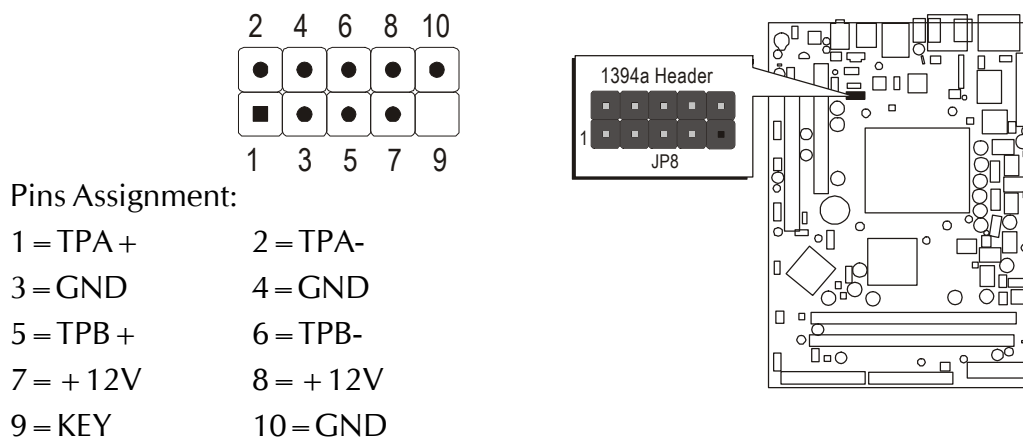 2 4 6 8 10
1 3 5 7 9
1394a Header
1
JP8
Pins Assignment:
1 = TPA + 2 = TPA-
3 = GND 4 = GND
5 = TPB + 6 = TPB-
7 = +12V 8 = +12V
9 = KEY 10 = GND